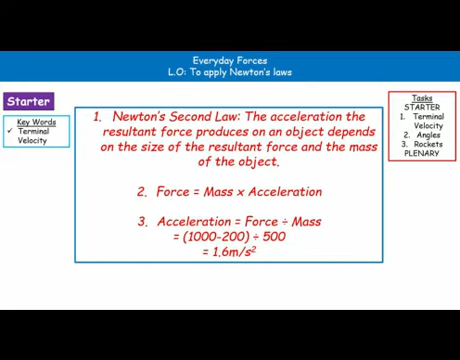 Everyday Forces
L.O: To apply Newton's laws
Starter
Key Words
✓ Terminal
Velocity
1. Newton's Second Law: The acceleration the
resultant force produces on an object depends
on the size of the resultant force and the mass
of the object.
2. Force = Mass x Acceleration
3. Acceleration = Force ÷ Mass
= (1000-200) ÷ 500
= 1.6m/s²
Tasks
STARTER
1. Terminal
Velocity
2. Angles
3. Rockets
PLENARY